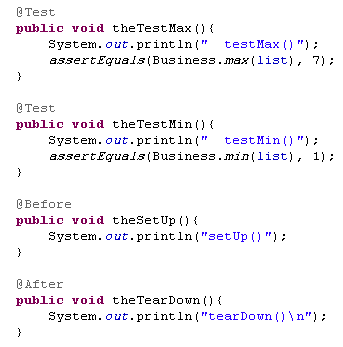 @Test
public void theTestMax(){
    System.out.println("  testMax()");
    assertEquals(Business.max(list), 7);
}
@Test
public void theTestMin(){
    System.out.println("  testMin()");
    assertEquals(Business.min(list), 1);
}
@Before
public void theSetUp(){
    System.out.println("setUp()");
}
@After
public void theTearDown(){
    System.out.println("tearDown()\n");
}